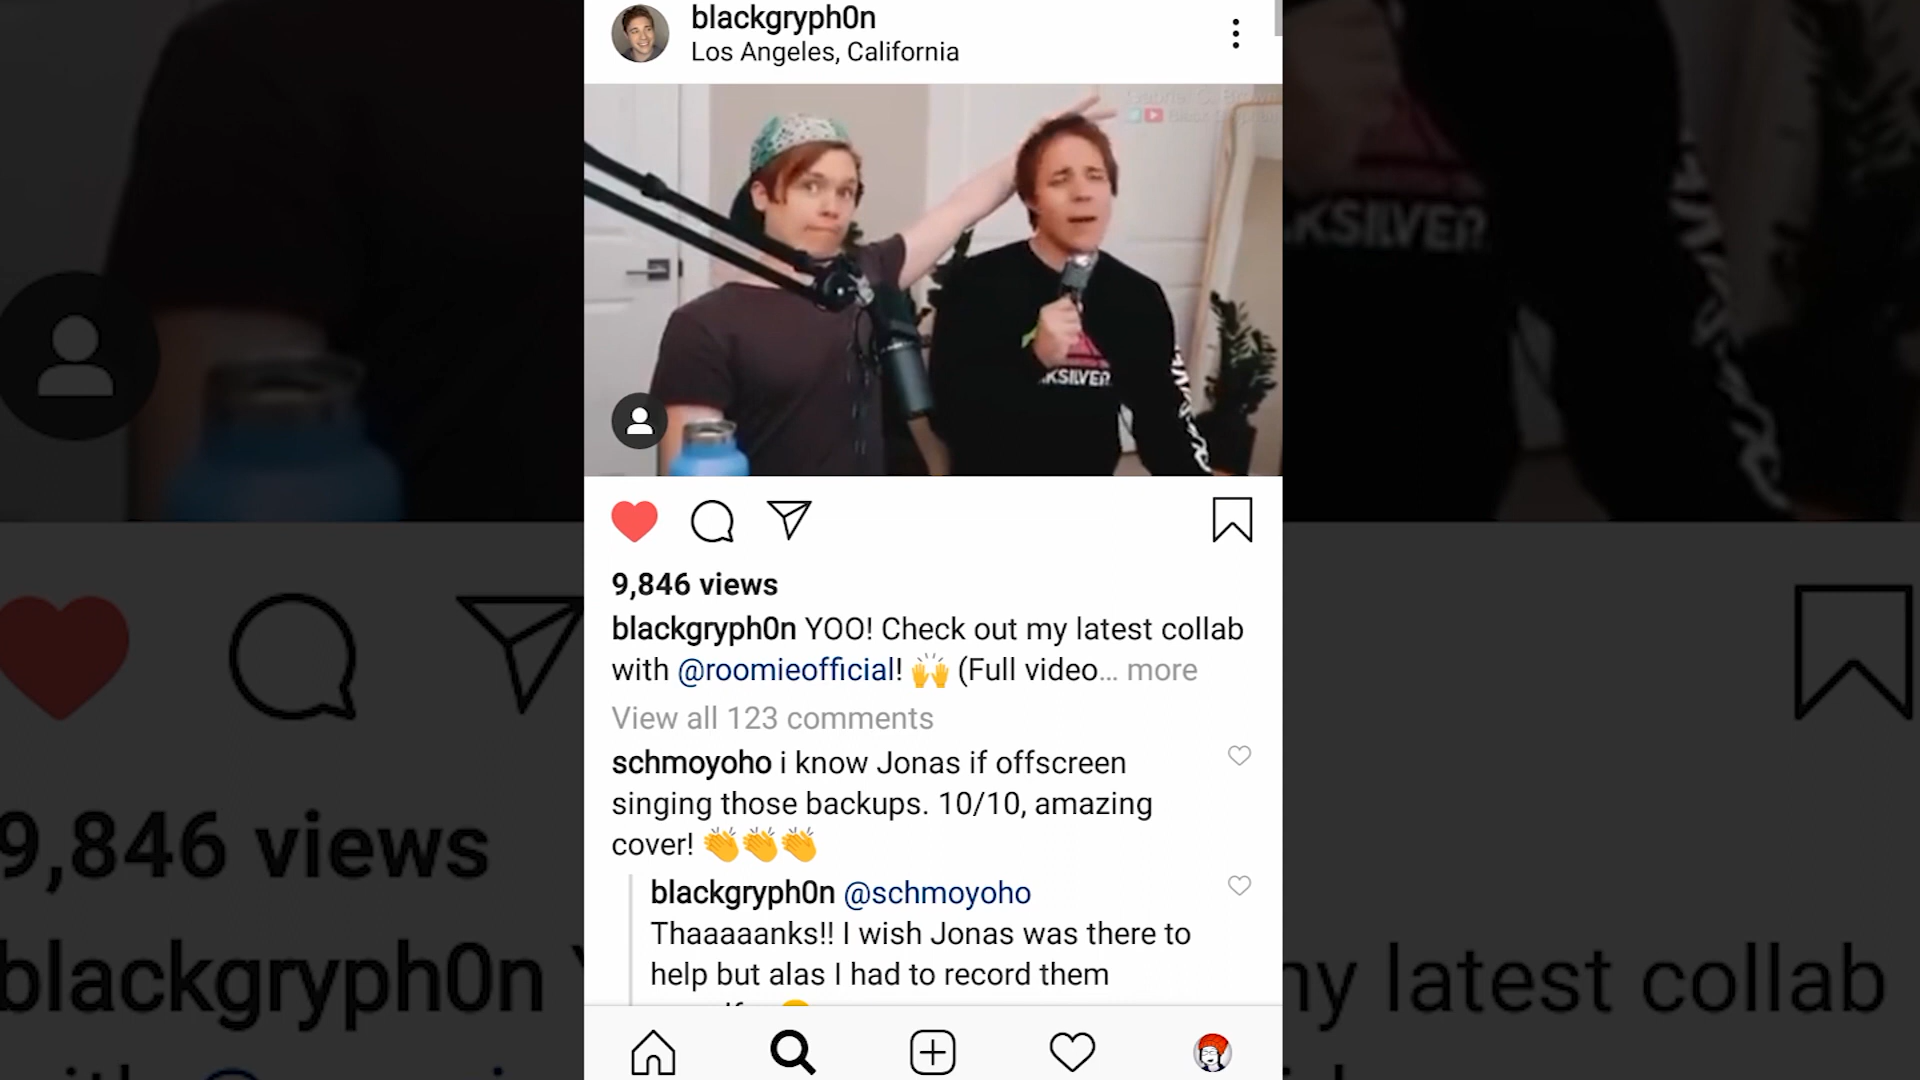 blackgryph0n
Los Angeles, California
KSILVER
9,846 views
blackgryph0n YOO! Check out my latest collab
with @roomieofficial! 🙌 (Full video... more
View all 123 comments
schmoyoho i know Jonas if offscreen
singing those backups. 10/10, amazing
cover! 👏👏👏
blackgryph0n @schmoyoho
Thaaaaanks!! I wish Jonas was there to
help but alas I had to record them
KSILVER
9,846 views
blackgryph0n
my latest collab